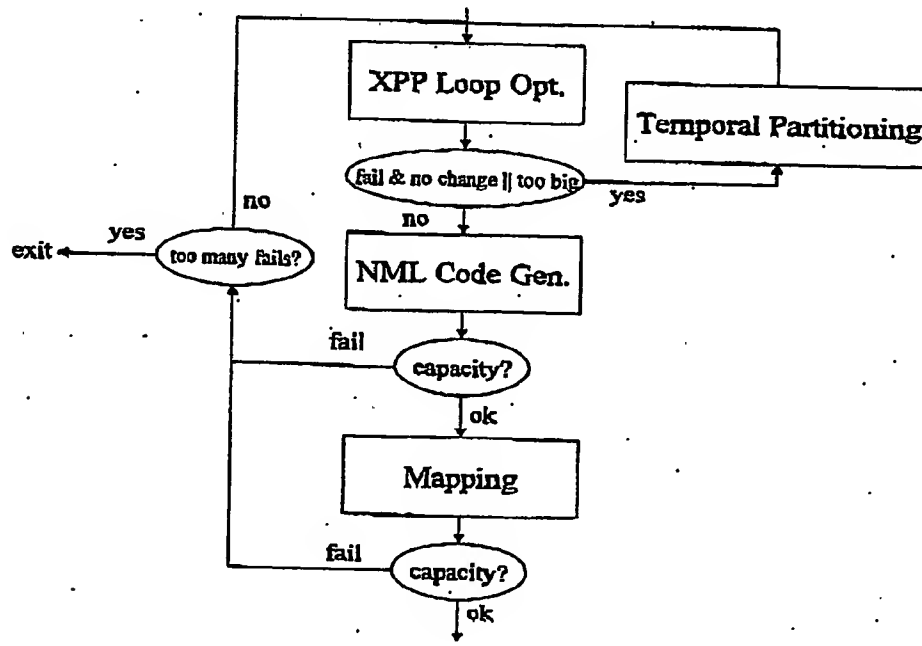 XPP Loop Opt.
Temporal Partitioning
fail & no change || too big
yes
no
no
yes
exit
too many fails?
NML Code Gen.
fail
capacity?
ok
Mapping
fail
capacity?
ok